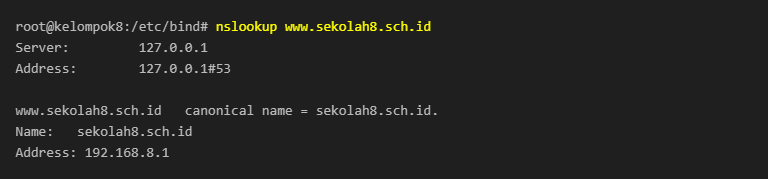 root@kelompok8:/etc/bind# nslookup www.sekolah8.sch.id
Server:         127.0.0.1
Address:        127.0.0.1#53
www.sekolah8.sch.id   canonical name = sekolah8.sch.id.
Name:   sekolah8.sch.id
Address: 192.168.8.1